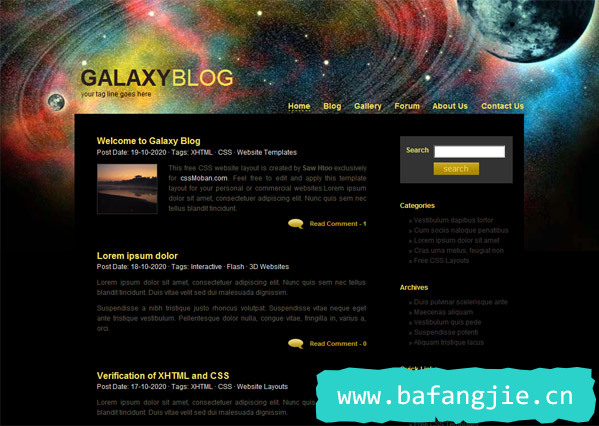 GALAXYBLOG
your tag line goes here
Home Blog Gallery Forum About Us Contact Us
Welcome to Galaxy Blog
Post Date: 19-10-2020 · Tags: XHTML · CSS · Website Templates
This free CSS website layout is created by Saw Htoo exclusively
for cssMoban.com. Feel free to edit and apply this template
layout for your personal or commercial websites.Lorem ipsum
dolor sit amet, consectetuer adipiscing elit. Nunc quis sem nec
tellus blandit tincidunt.
Read Comment - 1
Lorem ipsum dolor
Post Date: 18-10-2020 · Tags: Interactive · Flash · 3D Websites
Lorem ipsum dolor sit amet, consectetuer adipiscing elit. Nunc quis sem nec tellus
blandit tincidunt. Duis vitae velit sed dui malesuada dignissim.
Suspendisse a nibh tristique justo rhoncus volutpat. Suspendisse vitae neque eget
ante tristique vestibulum. Pellentesque dolor nulla, congue vitae, fringilla in, varius a,
orci.
Read Comment - 0
Verification of XHTML and CSS
Post Date: 17-10-2020 · Tags: XHTML · CSS · Website Layouts
Lorem ipsum dolor sit amet, consectetuer adipiscing elit. Nunc quis sem nec tellus
blandit tincidunt. Duis vitae velit sed dui malesuada dignissim.
Search
search
Categories
» Vestibulum dapibus tortor
» Cum sociis natoque penatibus
» Lorem ipsum dolor sit amet
» Cras urna metus, feugiat non
» Free CSS Layouts
Archives
» Duis pulvinar scelerisque ante
» Maecenas aliquam
» Vestibulum quis pede
» Suspendisse potenti
» Aliquam tristique lacus
www.bafangjie.cn